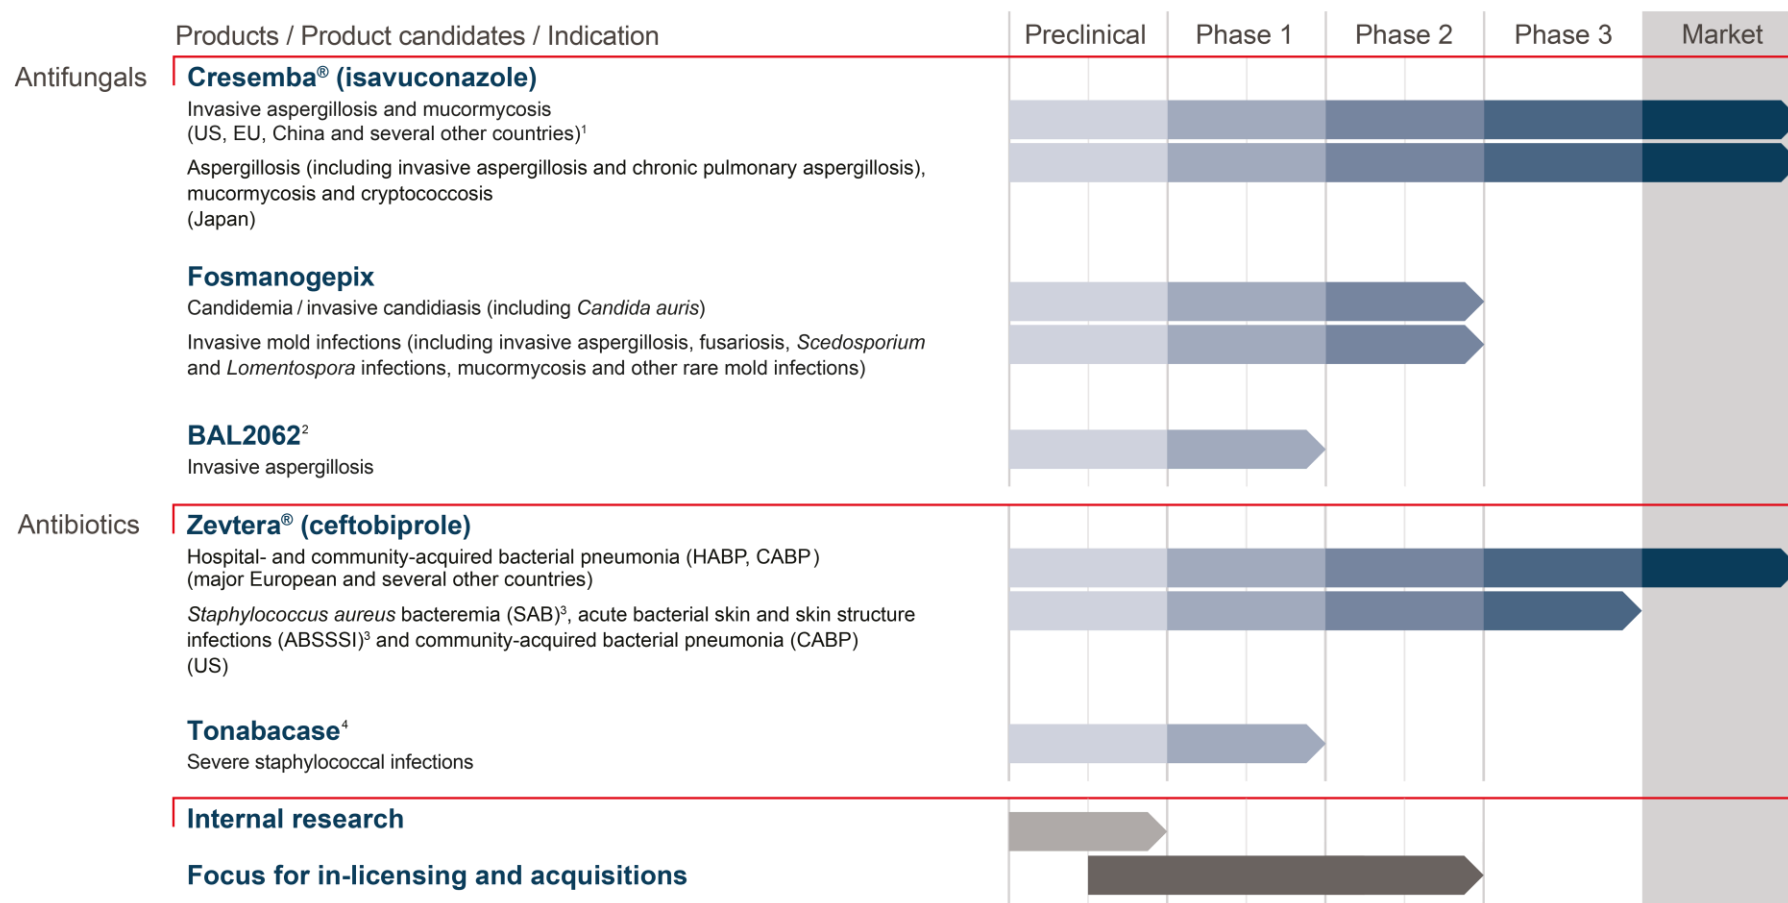 Products / Product candidates / Indication
Preclinical
Phase 1
Phase 2
Phase 3
Market
Antifungals
Cresemba® (isavuconazole)
Invasive aspergillosis and mucormycosis
(US, EU, China and several other countries)¹
Aspergillosis (including invasive aspergillosis and chronic pulmonary aspergillosis),
mucormycosis and cryptococcosis
(Japan)
Fosmanogepix
Candidemia / invasive candidiasis (including Candida auris)
Invasive mold infections (including invasive aspergillosis, fusariosis, Scedosporium
and Lomentospora infections, mucormycosis and other rare mold infections)
BAL2062²
Invasive aspergillosis
Antibiotics
Zevtera® (ceftobiprole)
Hospital- and community-acquired bacterial pneumonia (HABP, CABP)
(major European and several other countries)
Staphylococcus aureus bacteremia (SAB)³, acute bacterial skin and skin structure
infections (ABSSSI)³ and community-acquired bacterial pneumonia (CABP)
(US)
Tonabacase⁴
Severe staphylococcal infections
Internal research
Focus for in-licensing and acquisitions